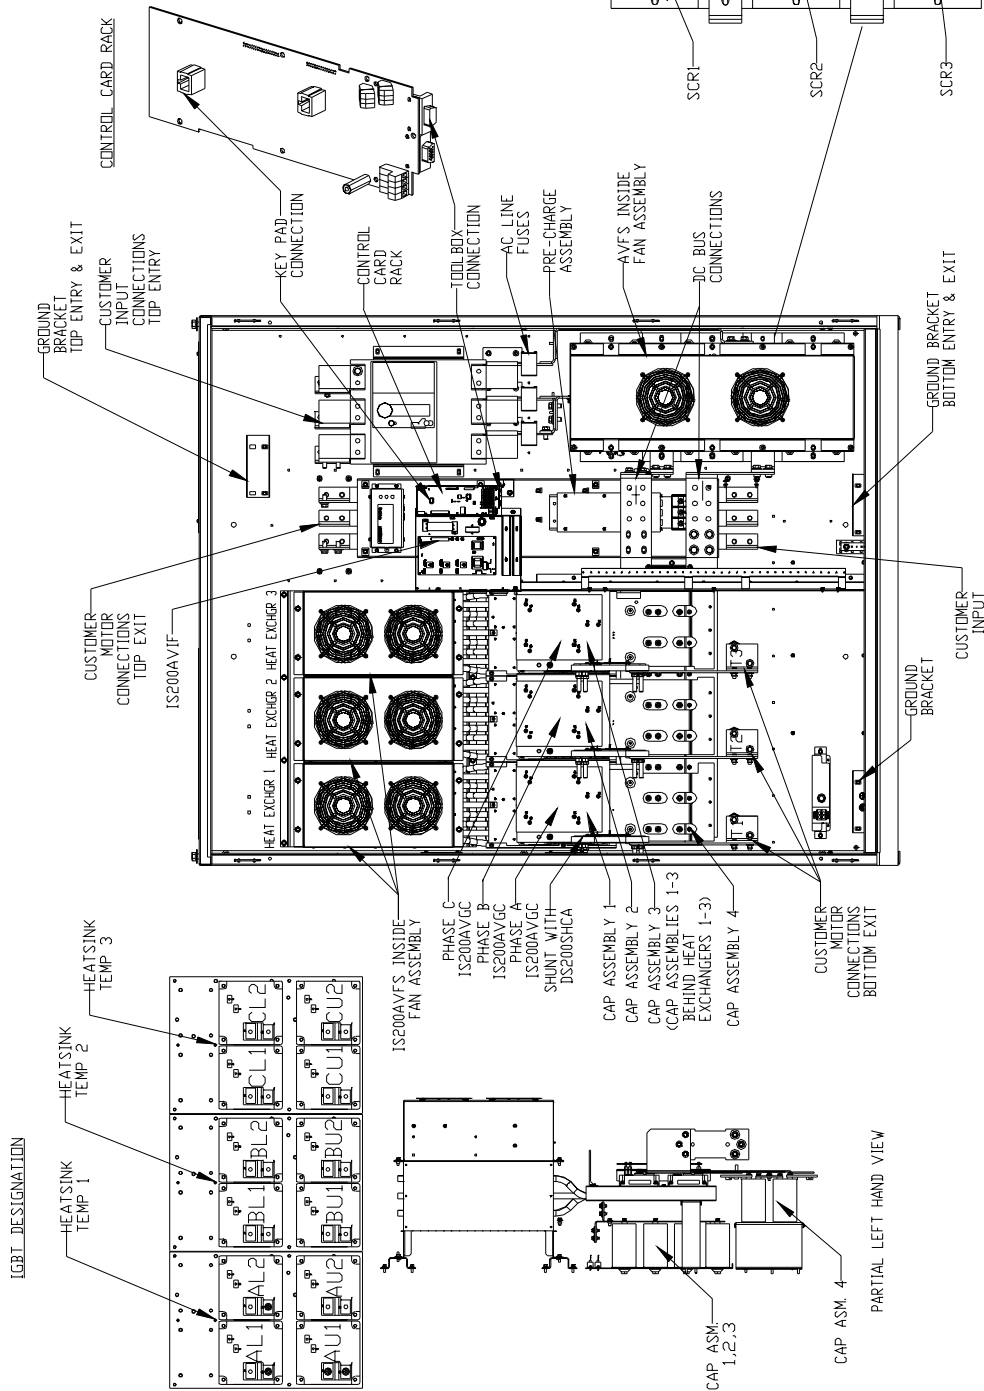 IGBT DESIGNATION
HEATSINK
TEMP 1
HEATSINK
TEMP 2
HEATSINK
TEMP 3
AL1
AL2
BL1
BL2
CL1
CL2
AU1
AU2
BU1
BU2
CU1
CU2
CONTROL CARD RACK
GROUND
BRACKET
TOP ENTRY & EXIT
CUSTOMER
INPUT
CONNECTIONS
TOP ENTRY
KEY PAD
CONNECTION
CONTROL
CARD
RACK
TOOLBOX
CONNECTION
AC LINE
FUSES
PRE-CHARGE
ASSEMBLY
AVFS INSIDE
FAN ASSEMBLY
DC BUS
CONNECTIONS
GROUND BRACKET
BOTTOM ENTRY & EXIT
SCR1
SCR2
SCR3
CUSTOMER
MOTOR
CONNECTIONS
TOP EXIT
IS200AVIF
HEAT EXCHGR 1
HEAT EXCHGR 2
HEAT EXCHGR 3
IS200AVFS INSIDE
FAN ASSEMBLY
PHASE C
IS200AVGC
PHASE B
IS200AVGC
PHASE A
IS200AVGC
SHUNT WITH
DS200SHCA
CAP ASSEMBLY 1
CAP ASSEMBLY 2
CAP ASSEMBLY 3
(CAP ASSEMBLIES 1-3
BEHIND HEAT
EXCHANGERS 1-3)
CAP ASSEMBLY 4
T1
T2
T3
CUSTOMER
MOTOR
CONNECTIONS
BOTTOM EXIT
GROUND
BRACKET
CUSTOMER
INPUT
CAP ASM.
1,2,3
CAP ASM. 4
PARTIAL LEFT HAND VIEW